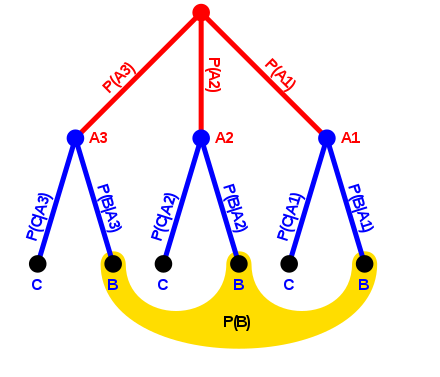 P(A3)
P(A2)
P(A1)
A3
A2
A1
P(C|A3)
P(B|A3)
P(C|A2)
P(B|A2)
P(C|A1)
P(B|A1)
C
B
C
B
C
B
P(B)